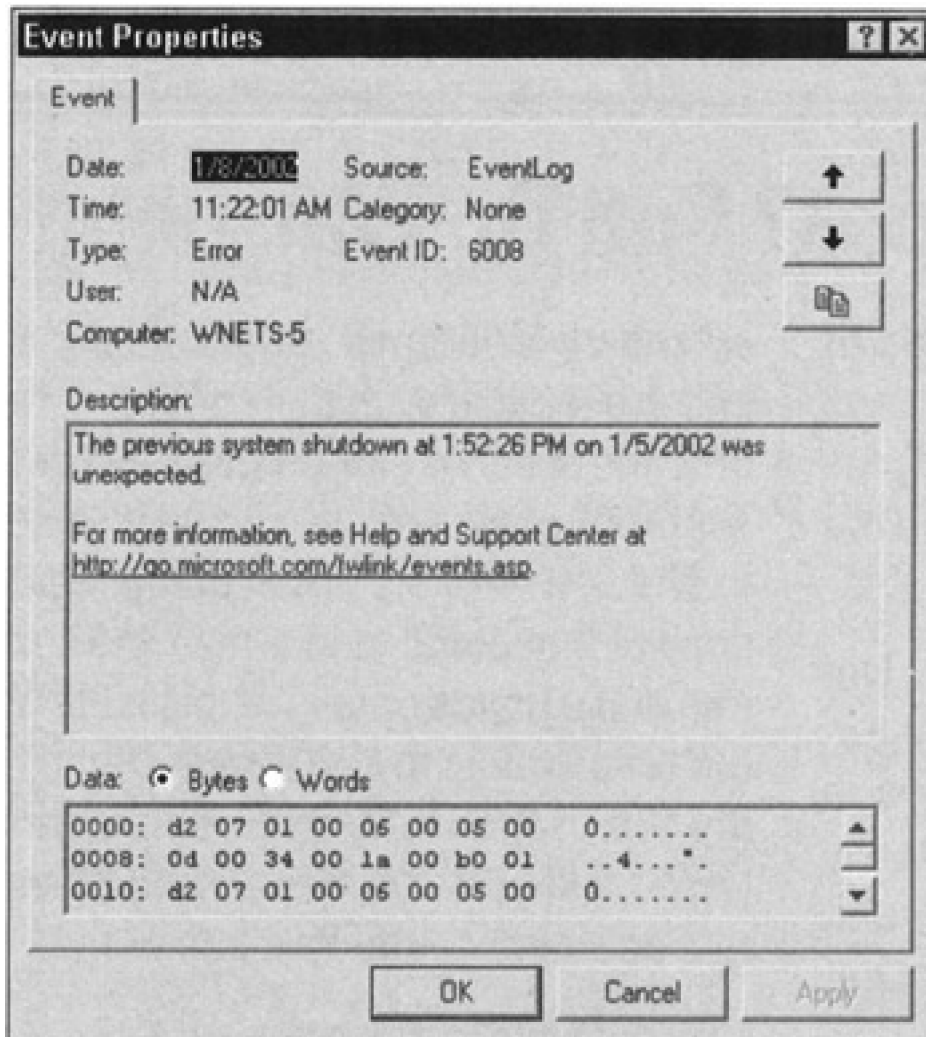 Event Properties
Event
Date: 1/8/2002 Source: EventLog
Time: 11:22:01 AM Category: None
Type: Error Event ID: 6008
User: N/A
Computer: WNETS-5
Description:
The previous system shutdown at 1:52:26 PM on 1/5/2002 was
unexpected.
For more information, see Help and Support Center at
http://go.microsoft.com/fwlink/events.asp.
Data: Bytes Words
0000: d2 07 01 00 06 00 05 00 Ò.......
0008: 0d 00 34 00 1a 00 b0 01 ..4...°.
0010: d2 07 01 00 06 00 05 00 Ò.......
OK Cancel Apply